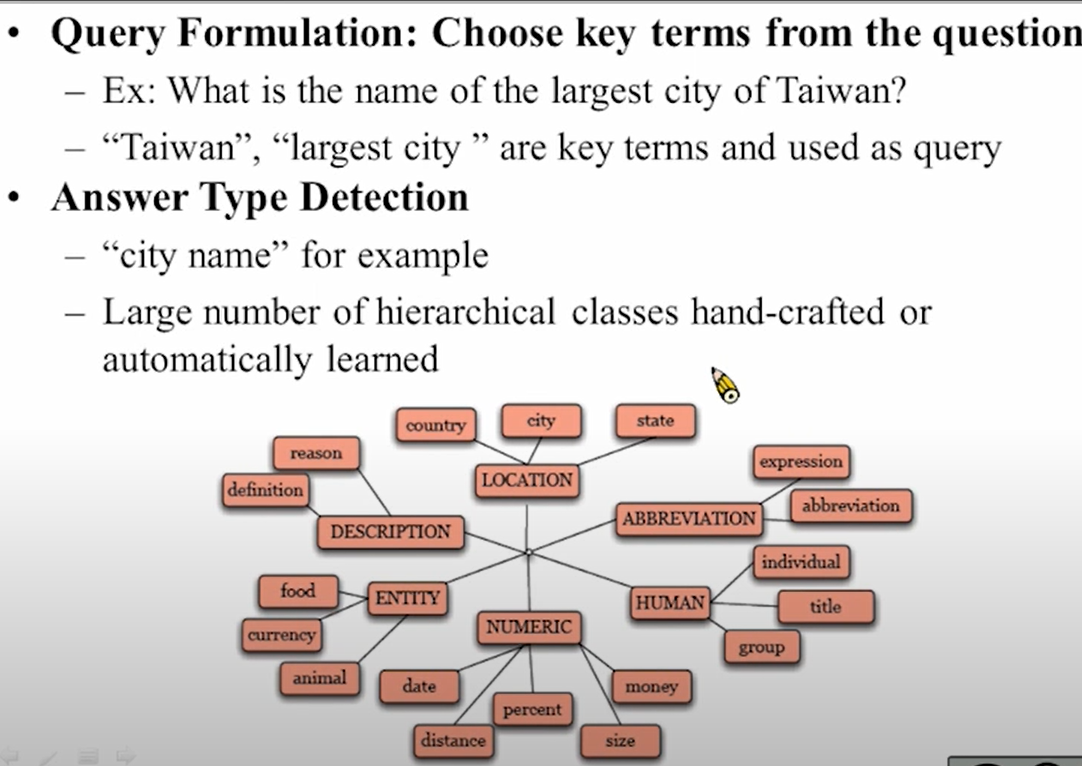 • Query Formulation: Choose key terms from the question
– Ex: What is the name of the largest city of Taiwan?
– “Taiwan”, “largest city ” are key terms and used as query
• Answer Type Detection
– “city name” for example
– Large number of hierarchical classes hand-crafted or
automatically learned
country
city
state
reason
definition
LOCATION
expression
abbreviation
DESCRIPTION
ABBREVIATION
individual
food
ENTITY
HUMAN
title
currency
NUMERIC
group
animal
date
percent
money
distance
size